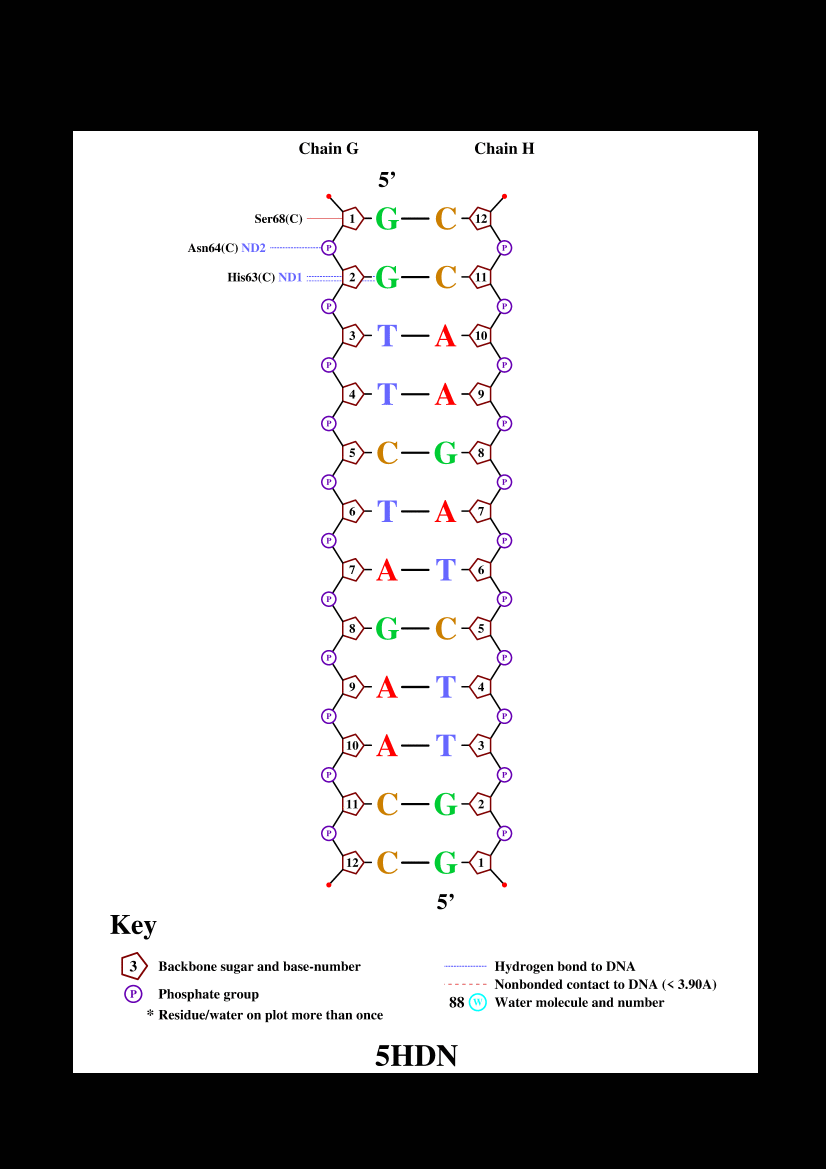 Chain G Chain H
5’
Ser68(C) 1 G C 12
P P
Asn64(C) ND2
His63(C) ND1 2 G C 11
P P
3 T A 10
P P
4 T A 9
P P
5 C G 8
P P
6 T A 7
P P
7 A T 6
P P
8 G C 5
P P
9 A T 4
P P
10 A T 3
P P
11 C G 2
P P
12 C G 1
5’
Key
3 Backbone sugar and base-number
P Phosphate group
* Residue/water on plot more than once
Hydrogen bond to DNA
Nonbonded contact to DNA (< 3.90A)
88 W Water molecule and number
5HDN